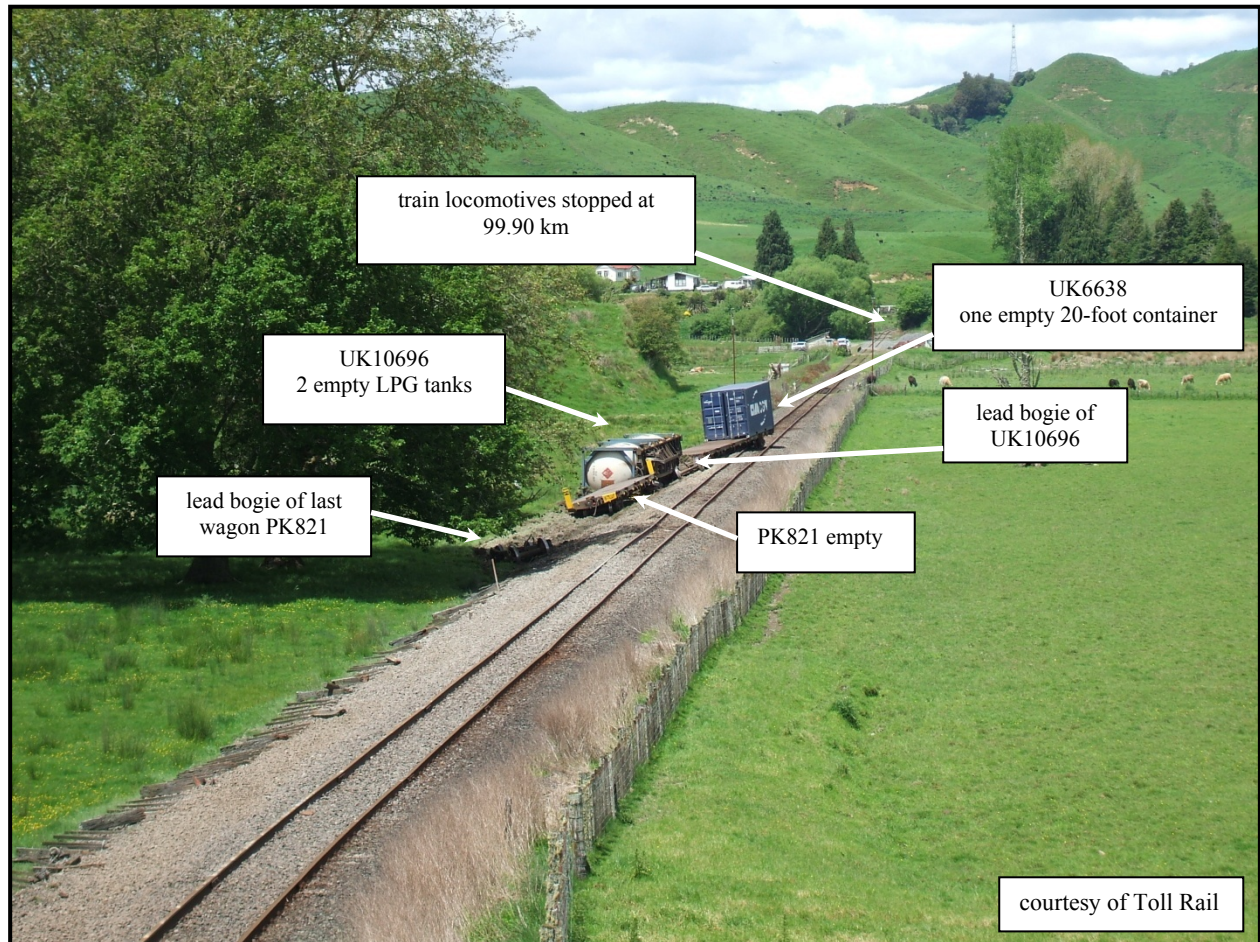 train locomotives stopped at
99.90 km
UK6638
one empty 20-foot container
UK10696
2 empty LPG tanks
lead bogie of
UK10696
lead bogie of last
wagon PK821
PK821 empty
courtesy of Toll Rail